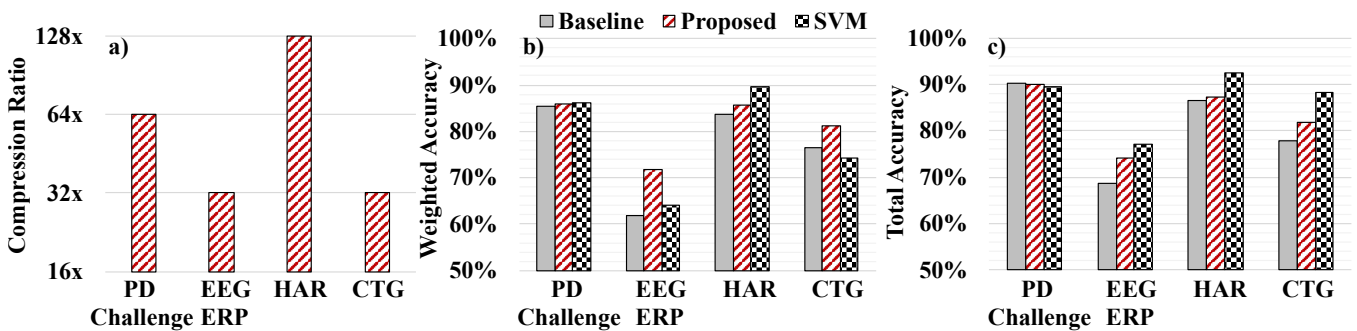 Baseline Proposed SVM
a)
Compression Ratio
128x
64x
32x
16x
PD Challenge
EEG ERP
HAR
CTG
b)
Weighted Accuracy
100%
90%
80%
70%
60%
50%
PD Challenge
EEG ERP
HAR
CTG
c)
Total Accuracy
100%
90%
80%
70%
60%
50%
PD Challenge
EEG ERP
HAR
CTG